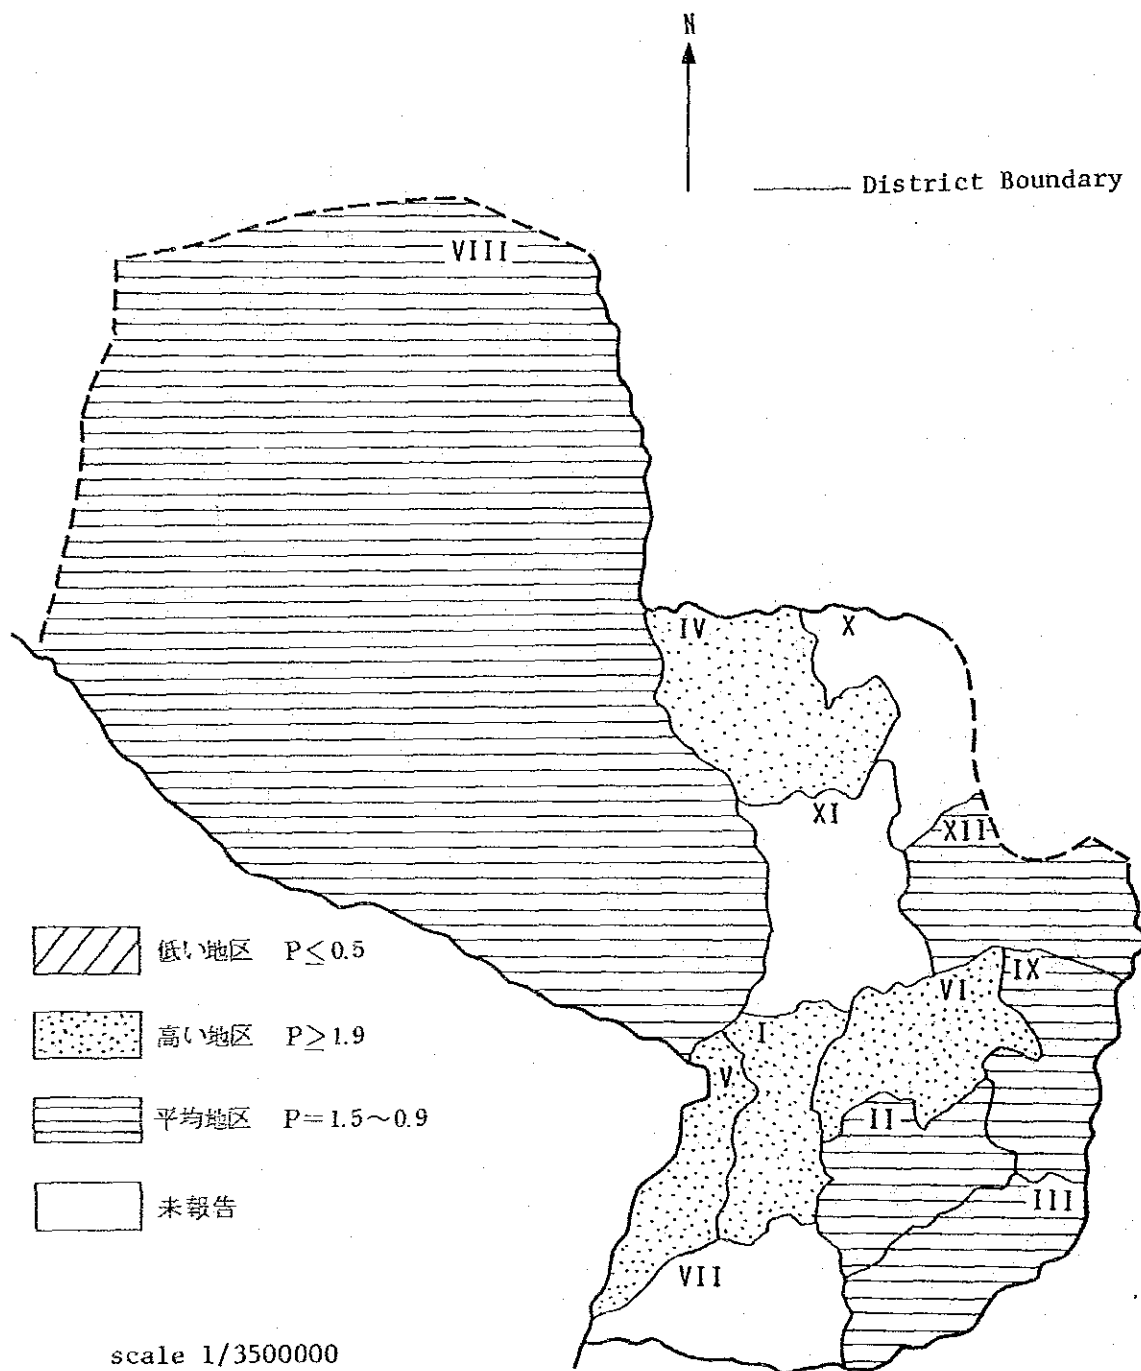 N
District Boundary
VIII
IV
X
XI
XII
IX
VI
I
V
II
III
VII
低い地区 P≤0.5
高い地区 P≥1.9
平均地区 P=1.5~0.9
未報告
scale 1/3500000